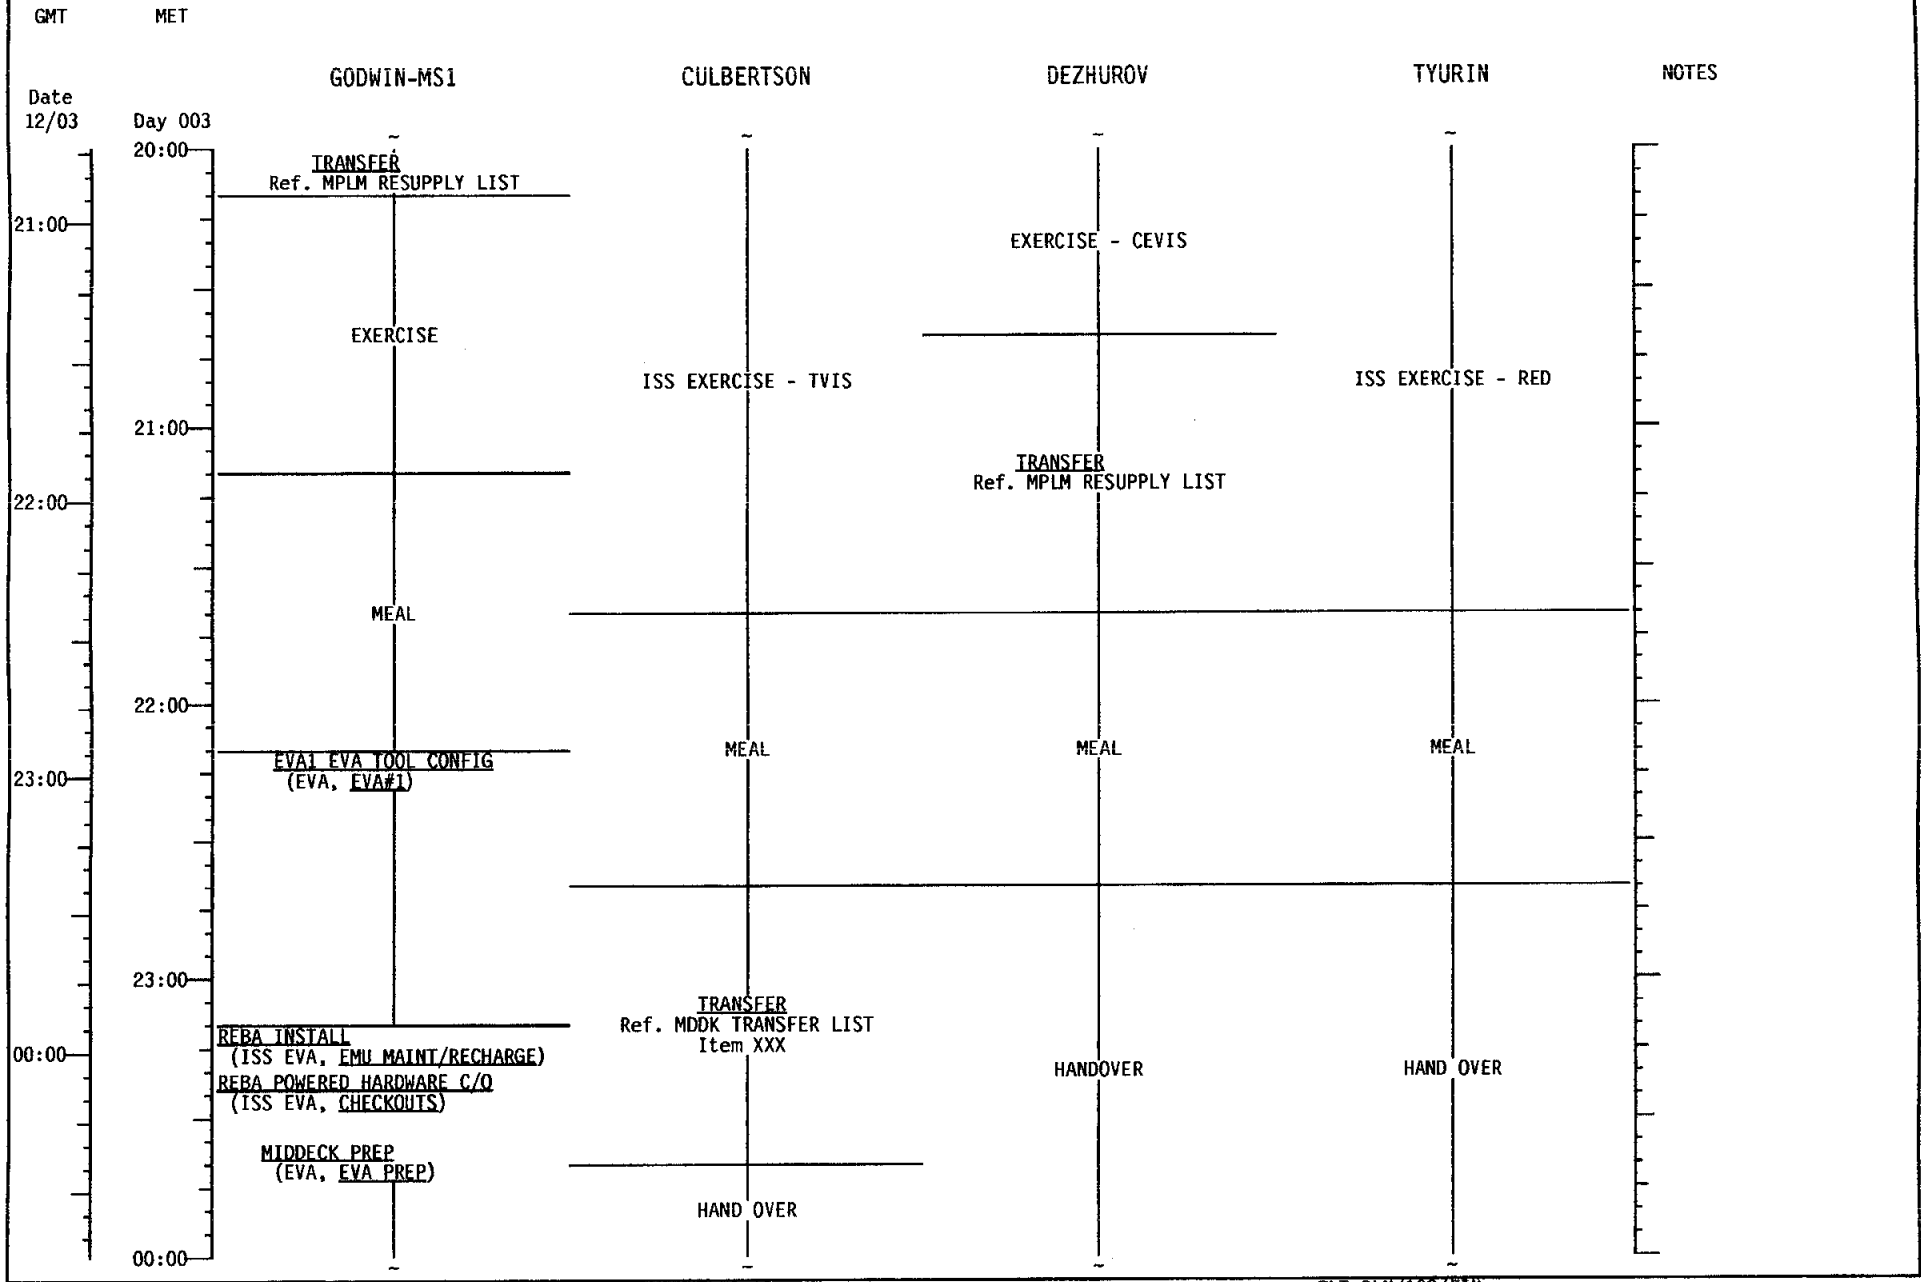 GMT MET
GODWIN-MS1 CULBERTSON DEZHUROV TYURIN NOTES
Date
12/03 Day 003
~ ~ ~ ~
20:00
TRANSFER
Ref. MPLM RESUPPLY LIST
21:00
EXERCISE - CEVIS
EXERCISE
ISS EXERCISE - TVIS ISS EXERCISE - RED
21:00
TRANSFER
Ref. MPLM RESUPPLY LIST
22:00
MEAL
22:00
MEAL MEAL MEAL
EVA1 EVA TOOL CONFIG
(EVA, EVA#1)
23:00
23:00
TRANSFER
Ref. MDDK TRANSFER LIST
Item XXX
REBA INSTALL
(ISS EVA, EMU MAINT/RECHARGE)
00:00
HANDOVER HAND OVER
REBA POWERED HARDWARE C/O
(ISS EVA, CHECKOUTS)
MIDDECK PREP
(EVA, EVA PREP)
HAND OVER
00:00
~ ~ ~ ~